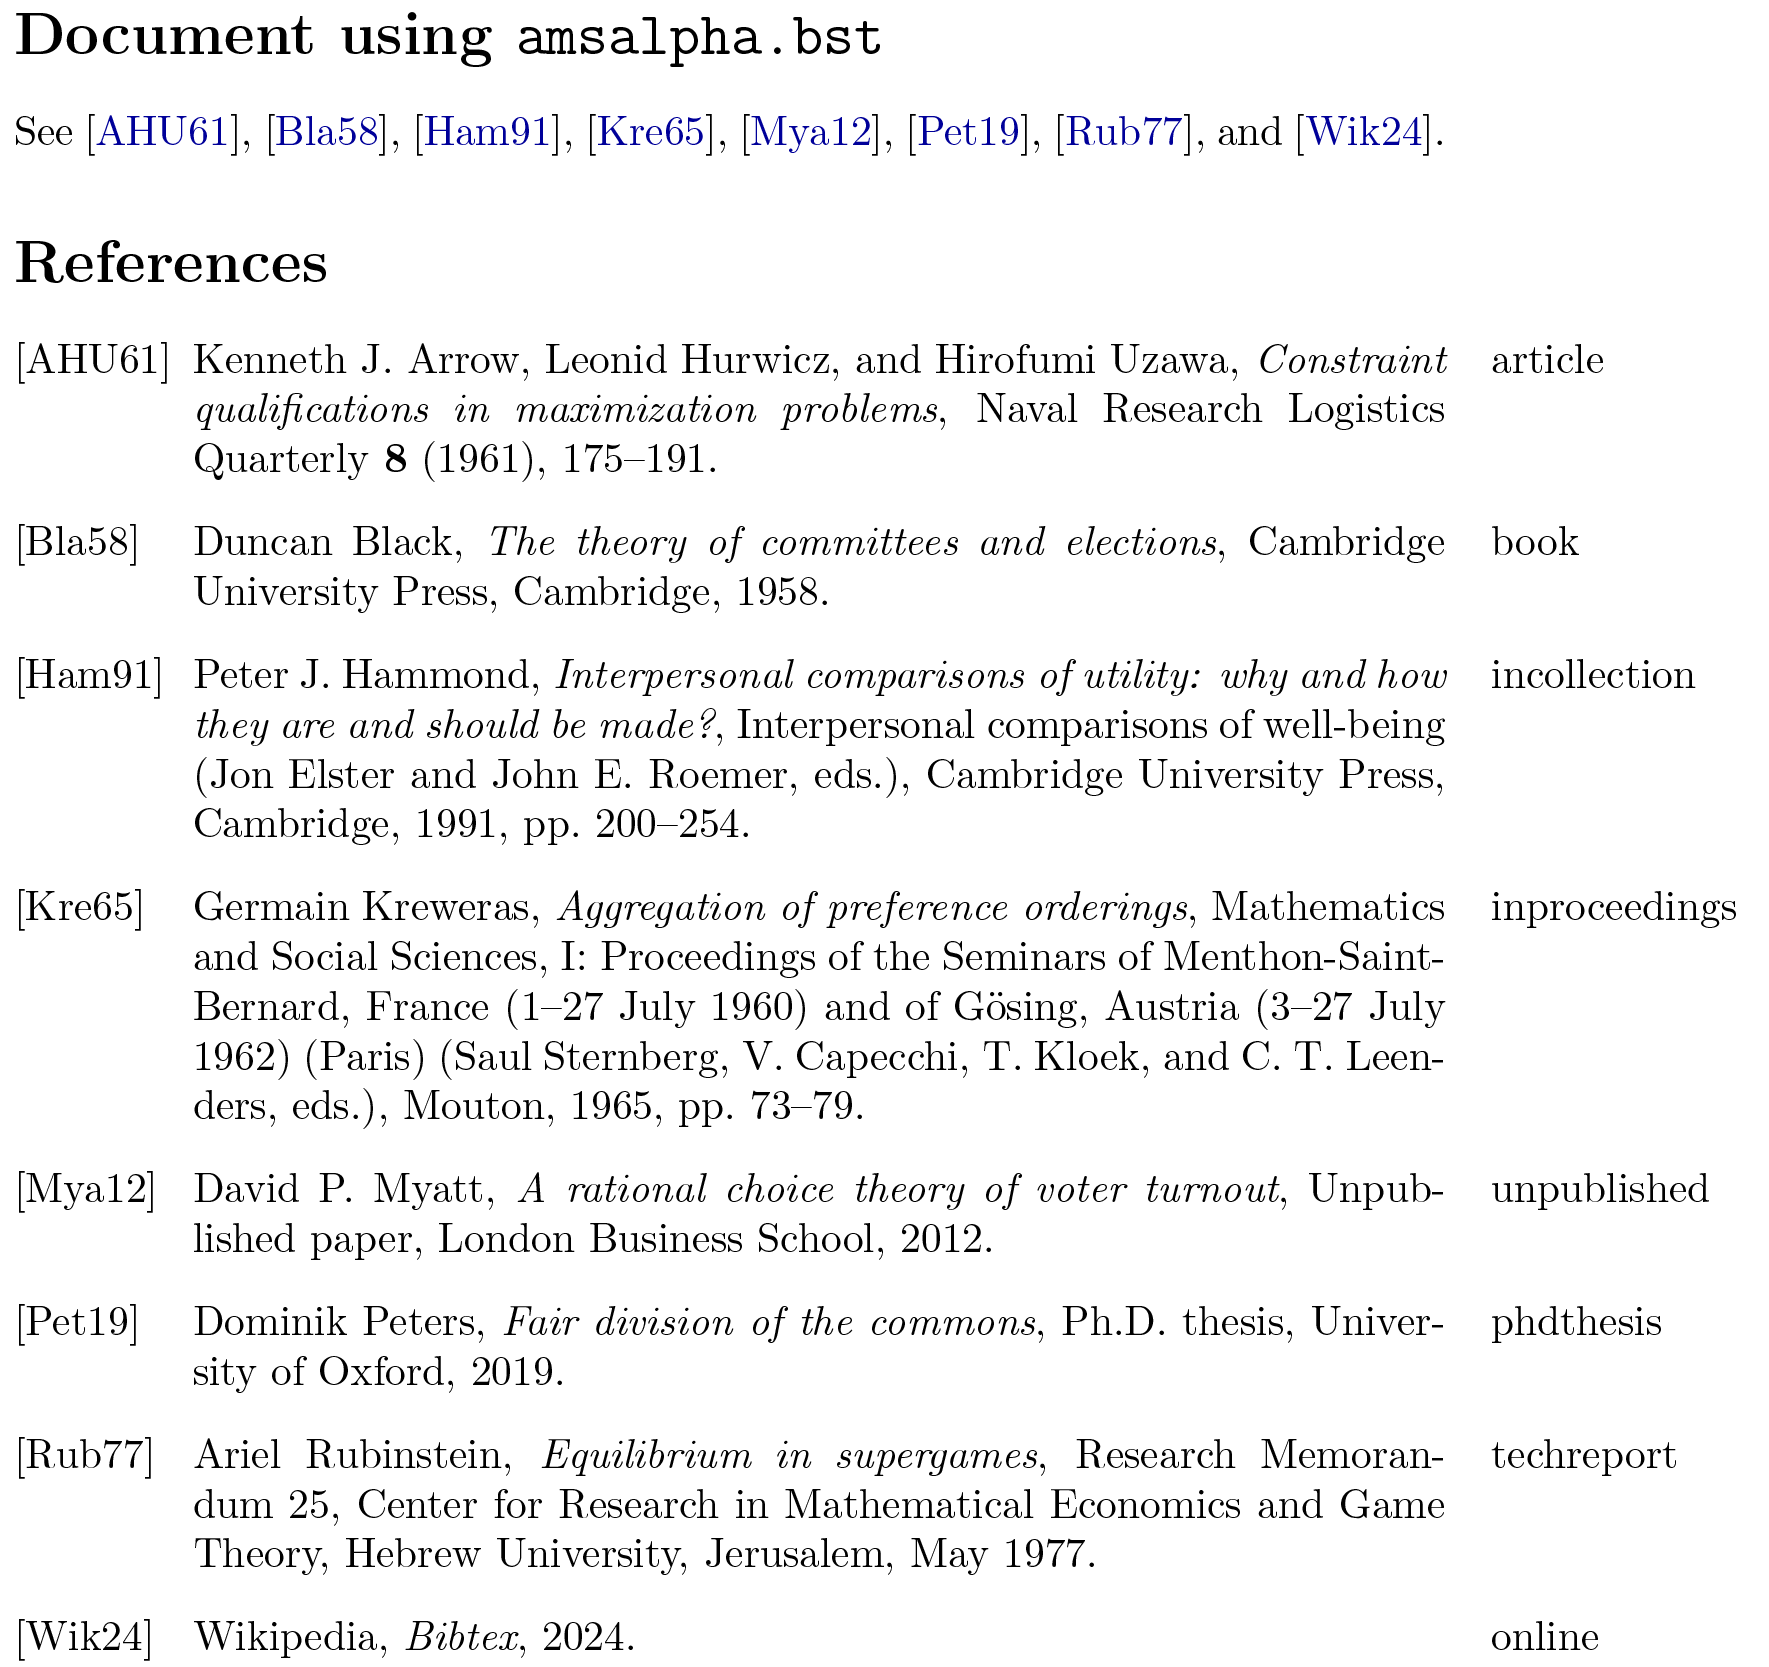 Document using amsalpha.bst
See [AHU61], [Bla58], [Ham91], [Kre65], [Mya12], [Pet19], [Rub77], and [Wik24].
References
[AHU61] Kenneth J. Arrow, Leonid Hurwicz, and Hirofumi Uzawa, Constraint article
qualifications in maximization problems, Naval Research Logistics
Quarterly 8 (1961), 175–191.
[Bla58] Duncan Black, The theory of committees and elections, Cambridge book
University Press, Cambridge, 1958.
[Ham91] Peter J. Hammond, Interpersonal comparisons of utility: why and how incollection
they are and should be made?, Interpersonal comparisons of well-being
(Jon Elster and John E. Roemer, eds.), Cambridge University Press,
Cambridge, 1991, pp. 200–254.
[Kre65] Germain Kreweras, Aggregation of preference orderings, Mathematics inproceedings
and Social Sciences, I: Proceedings of the Seminars of Menthon-Saint-
Bernard, France (1–27 July 1960) and of Gösing, Austria (3–27 July
1962) (Paris) (Saul Sternberg, V. Capecchi, T. Kloek, and C. T. Leen-
ders, eds.), Mouton, 1965, pp. 73–79.
[Mya12] David P. Myatt, A rational choice theory of voter turnout, Unpub- unpublished
lished paper, London Business School, 2012.
[Pet19] Dominik Peters, Fair division of the commons, Ph.D. thesis, Univer- phdthesis
sity of Oxford, 2019.
[Rub77] Ariel Rubinstein, Equilibrium in supergames, Research Memoran- techreport
dum 25, Center for Research in Mathematical Economics and Game
Theory, Hebrew University, Jerusalem, May 1977.
[Wik24] Wikipedia, Bibtex, 2024. online